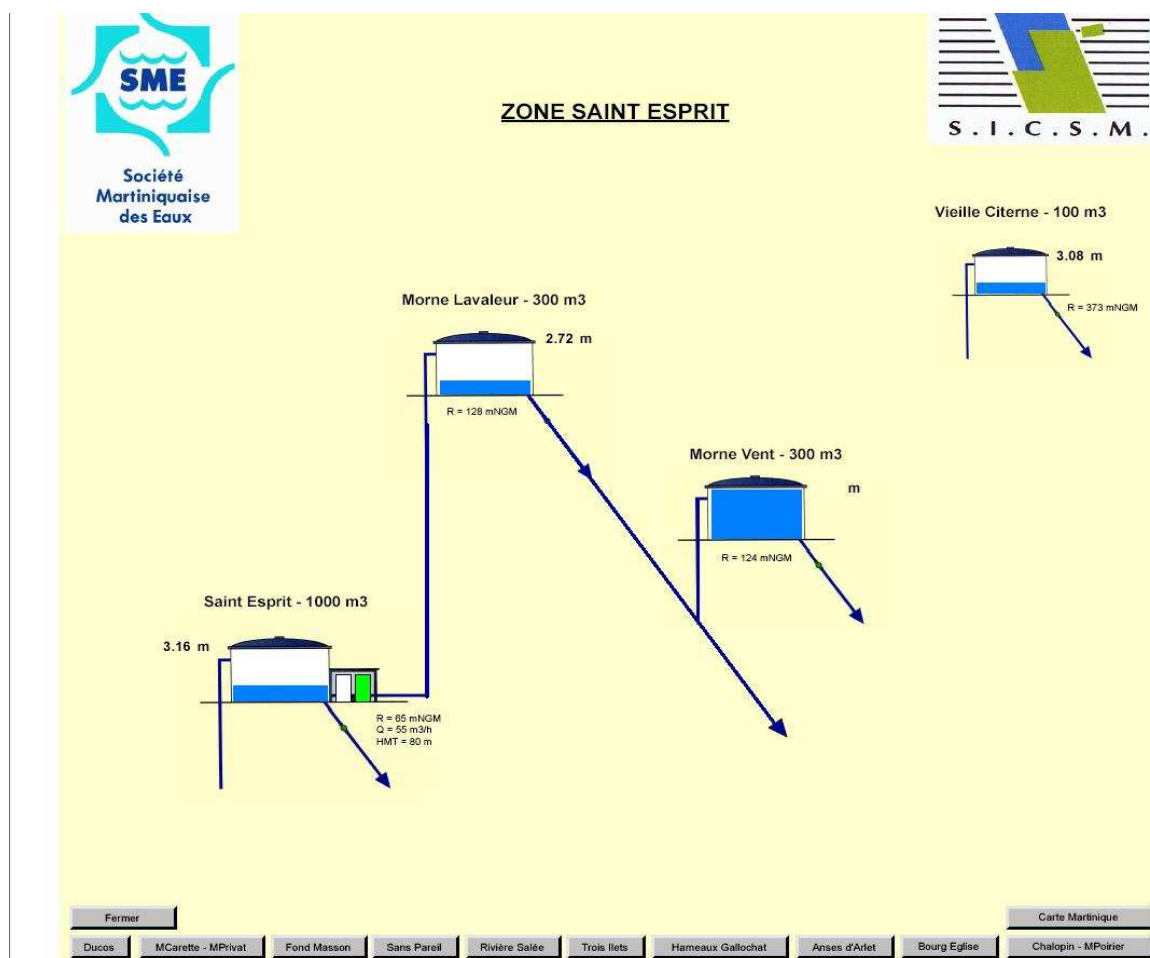 SME
Société
Martiniquaise
des Eaux
ZONE SAINT ESPRIT
S.I.C.S.M.
Vieille Citerne - 100 m3
3.08 m
R = 373 mNGM
Morne Lavaleur - 300 m3
2.72 m
R = 128 mNGM
Morne Vent - 300 m3
m
R = 124 mNGM
Saint Esprit - 1000 m3
3.16 m
R = 65 mNGM
Q = 55 m3/h
HMT = 80 m
Fermer
Carte Martinique
Ducos
MCarette - MPrivat
Fond Masson
Sans Pareil
Rivière Salée
Trois Ilets
Hameaux Gallochat
Anses d'Arlet
Bourg Eglise
Chalopin - MPoirier